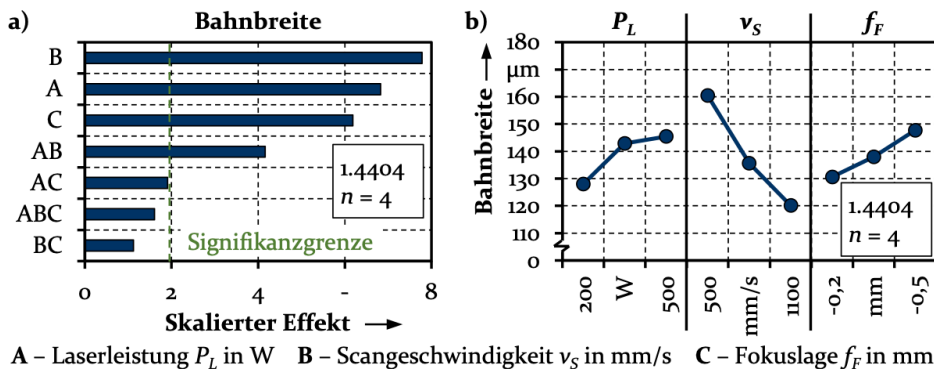 a)
Bahnbreite
B
A
C
AB
AC
ABC
BC
1.4404
n = 4
Signifikanzgrenze
0 2 4 - 8
Skalierter Effekt
b)
P_L v_S f_F
Bahnbreite
180
µm
160
150
140
130
120
110
0
1.4404
n = 4
200 W 500 500 mm/s 1100 -0,2 mm -0,5
A – Laserleistung P_L in W B – Scangeschwindigkeit v_S in mm/s C – Fokuslage f_F in mm